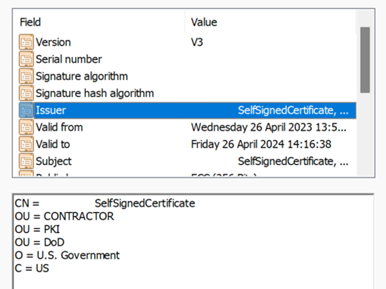 Field Value
Version V3
Serial number
Signature algorithm
Signature hash algorithm
Issuer SelfSignedCertificate, ...
Valid from Wednesday 26 April 2023 13:5...
Valid to Friday 26 April 2024 14:16:38
Subject SelfSignedCertificate, ...
CN = SelfSignedCertificate
OU = CONTRACTOR
OU = PKI
OU = DoD
O = U.S. Government
C = US